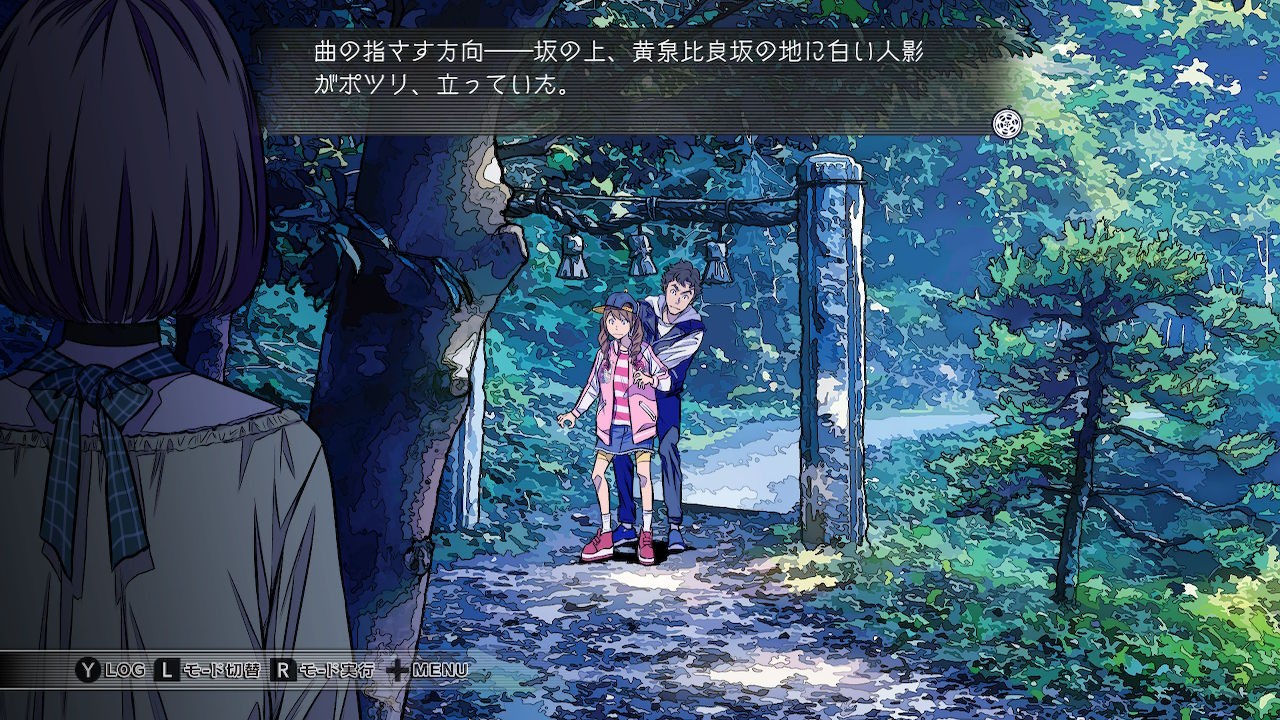 曲の指さす方向――坂の上、黄泉比良坂の地に白い人影
がポツリ、立っていた。
Y LOG L モード切替 R モード実行 + MENU